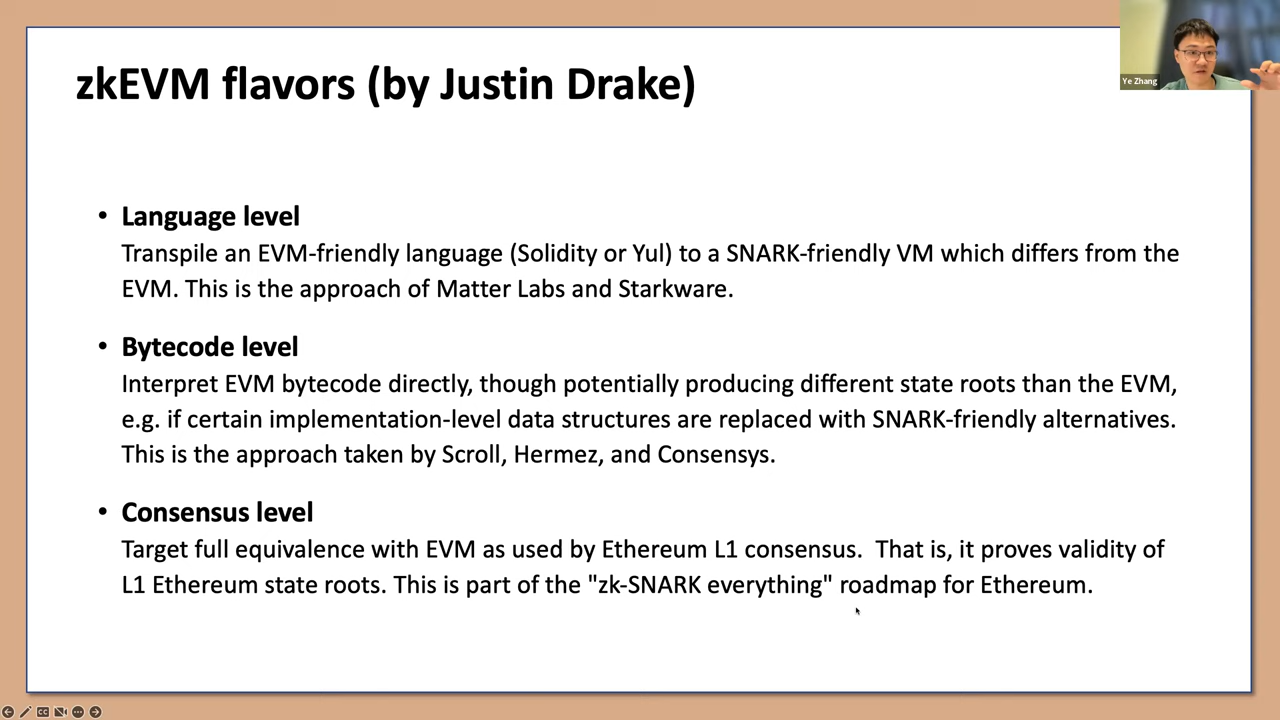 zkEVM flavors (by Justin Drake)
Ye Zhang
• Language level
Transpile an EVM-friendly language (Solidity or Yul) to a SNARK-friendly VM which differs from the
EVM. This is the approach of Matter Labs and Starkware.
• Bytecode level
Interpret EVM bytecode directly, though potentially producing different state roots than the EVM,
e.g. if certain implementation-level data structures are replaced with SNARK-friendly alternatives.
This is the approach taken by Scroll, Hermez, and Consensys.
• Consensus level
Target full equivalence with EVM as used by Ethereum L1 consensus.  That is, it proves validity of
L1 Ethereum state roots. This is part of the "zk-SNARK everything" roadmap for Ethereum.
CC